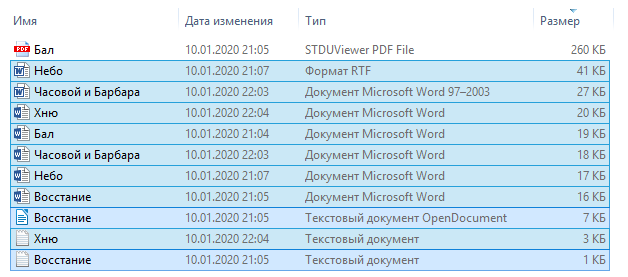 Имя Дата изменения Тип Размер
PDF Бал 10.01.2020 21:05 STDUViewer PDF File 260 КБ
W Небо 10.01.2020 21:07 Формат RTF 41 КБ
W Часовой и Барбара 10.01.2020 22:03 Документ Microsoft Word 97–2003 27 КБ
W Хню 10.01.2020 22:04 Документ Microsoft Word 20 КБ
W Бал 10.01.2020 21:04 Документ Microsoft Word 19 КБ
W Часовой и Барбара 10.01.2020 22:03 Документ Microsoft Word 18 КБ
W Небо 10.01.2020 21:07 Документ Microsoft Word 17 КБ
W Восстание 10.01.2020 21:05 Документ Microsoft Word 16 КБ
Восстание 10.01.2020 21:05 Текстовый документ OpenDocument 7 КБ
Хню 10.01.2020 22:04 Текстовый документ 3 КБ
Восстание 10.01.2020 21:05 Текстовый документ 1 КБ